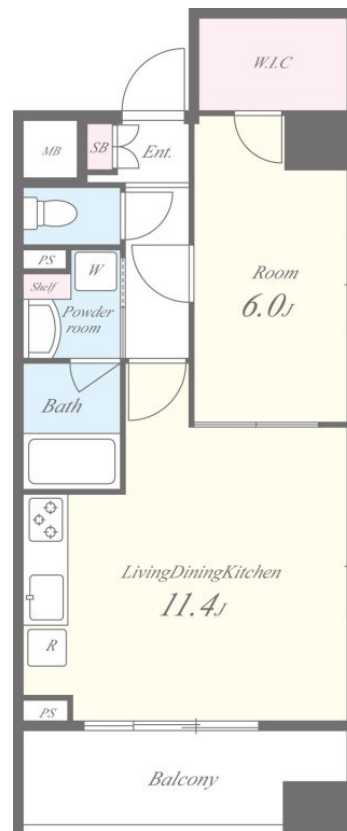 W.I.C
MB
SB
Ent.
PS
W
Shelf
Powder
room
Room
6.0J
Bath
LivingDiningKitchen
11.4J
R
PS
Balcony